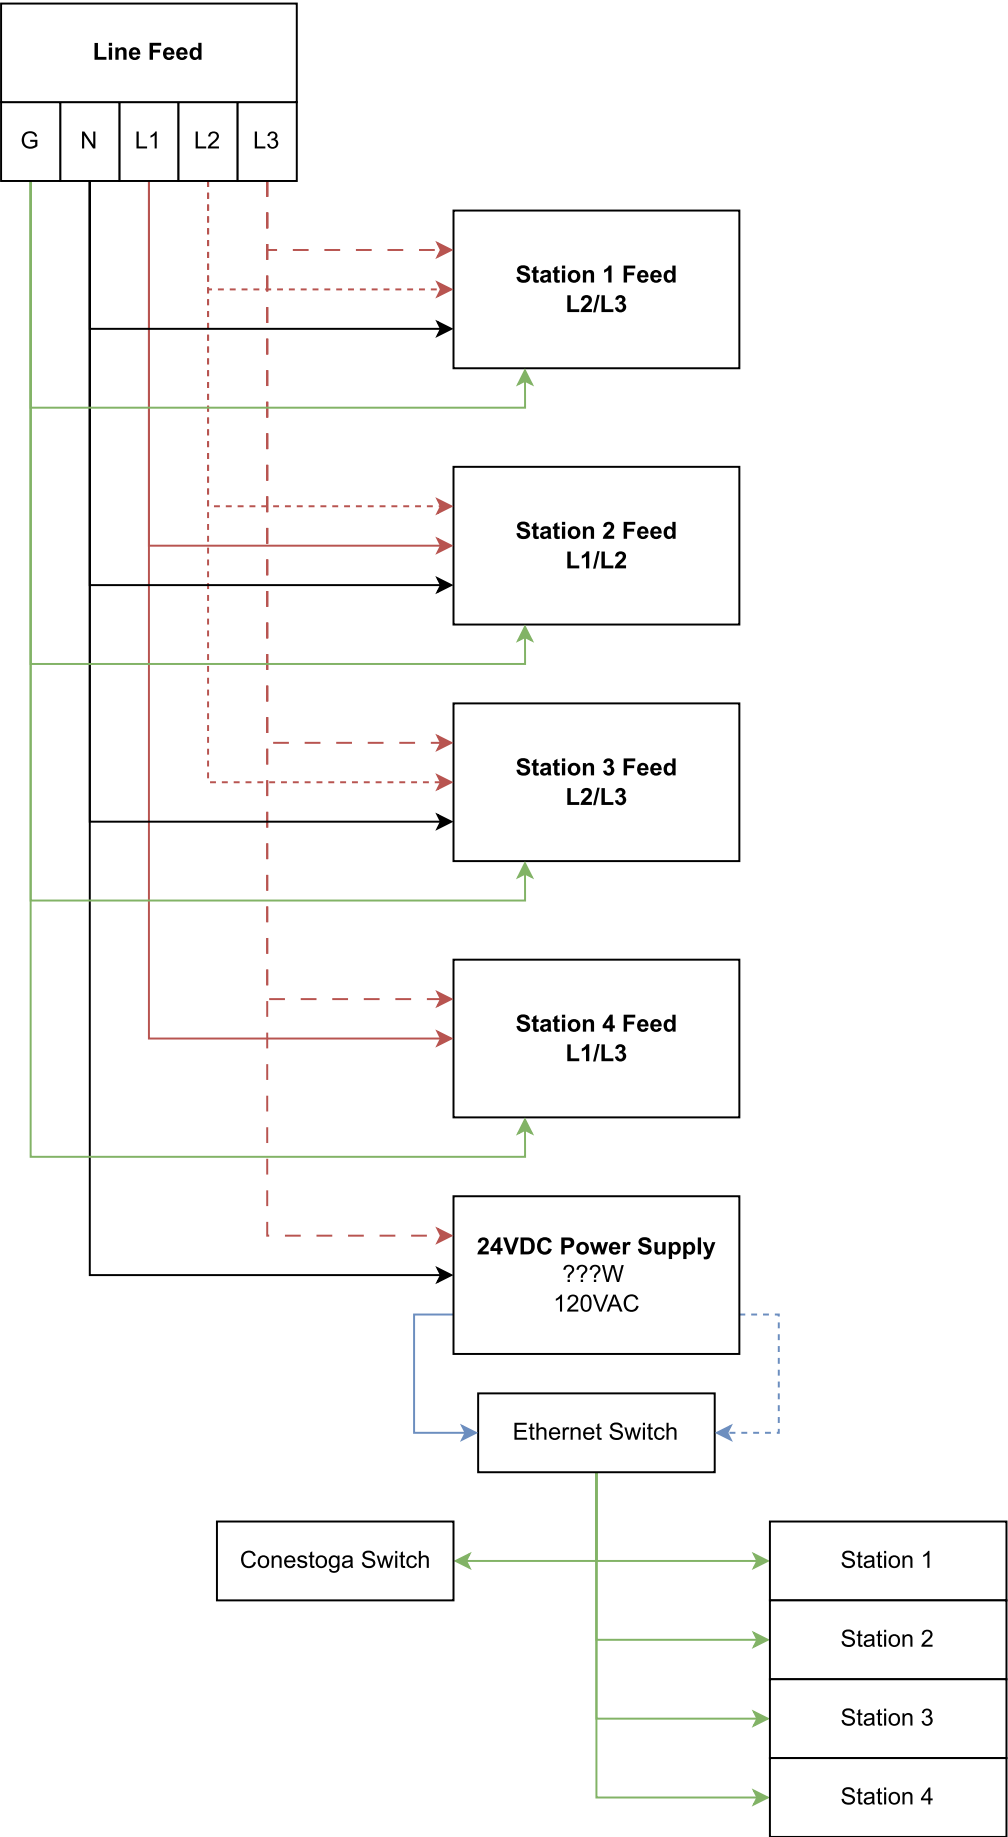 Line Feed
G N L1 L2 L3
Station 1 Feed
L2/L3
Station 2 Feed
L1/L2
Station 3 Feed
L2/L3
Station 4 Feed
L1/L3
24VDC Power Supply
???W
120VAC
Ethernet Switch
Conestoga Switch
Station 1
Station 2
Station 3
Station 4